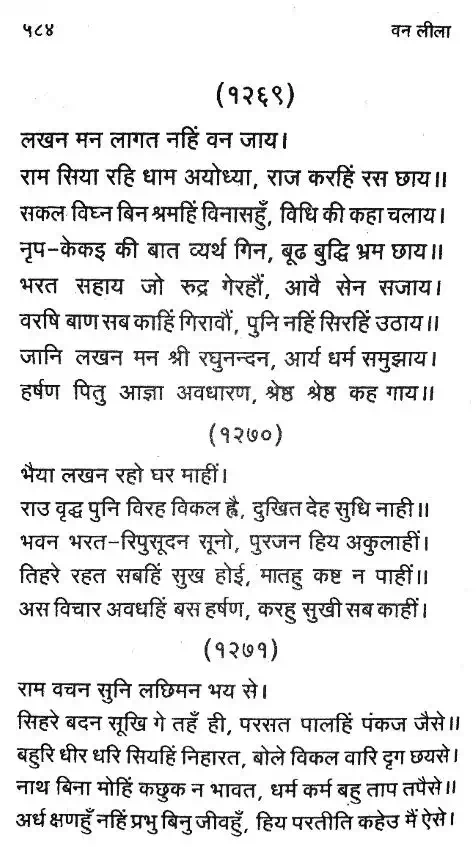 ५८४ वन लीला
(१२६९)
लखन मन लागत नहिं वन जाय।
राम सिया रहि धाम अयोध्या, राज करहिं रस छाय॥
सकल विघ्न बिन श्रमहिं विनासहुँ, विधि की कहा चलाय।
नृप-केकइ की बात व्यर्थ गिन, बूढ बुद्धि भ्रम छाय॥
भरत सहाय जो रुद्र गेरहौं, आवै सेन सजाय।
वरषि बाण सब काहिं गिरावौं, पुनि नहिं सिरहिं उठाय॥
जानि लखन मन श्री रघुनन्दन, आर्य धर्म समुझाय।
हर्षण पितु आज्ञा अवधारण, श्रेष्ठ श्रेष्ठ कह गाय॥
(१२७०)
भैया लखन रहो घर माहीं।
राउ वृद्ध पुनि विरह विकल ह्वै, दुखित देह सुधि नाही॥
भवन भरत-रिपुसूदन सूनो, पुरजन हिय अकुलाहीं।
तिहरे रहत सबहिं सुख होई, मातहु कष्ट न पाहीं॥
अस विचार अवधहिं बस हर्षण, करहु सुखी सब काहीं।
(१२७१)
राम वचन सुनि लछिमन भय से।
सिहरे बदन सूखि गे तहँ ही, परसत पालहिं पंकज जैसे॥
बहुरि धीर धरि सियहिं निहारत, बोले विकल वारि दृग छयसे।
नाथ बिना मोहिं कछुक न भावत, धर्म कर्म बहु ताप तपैसे॥
अर्ध क्षणहुँ नहिं प्रभु बिनु जीवहुँ, हिय परतीति कहेउ मैं ऐसे।